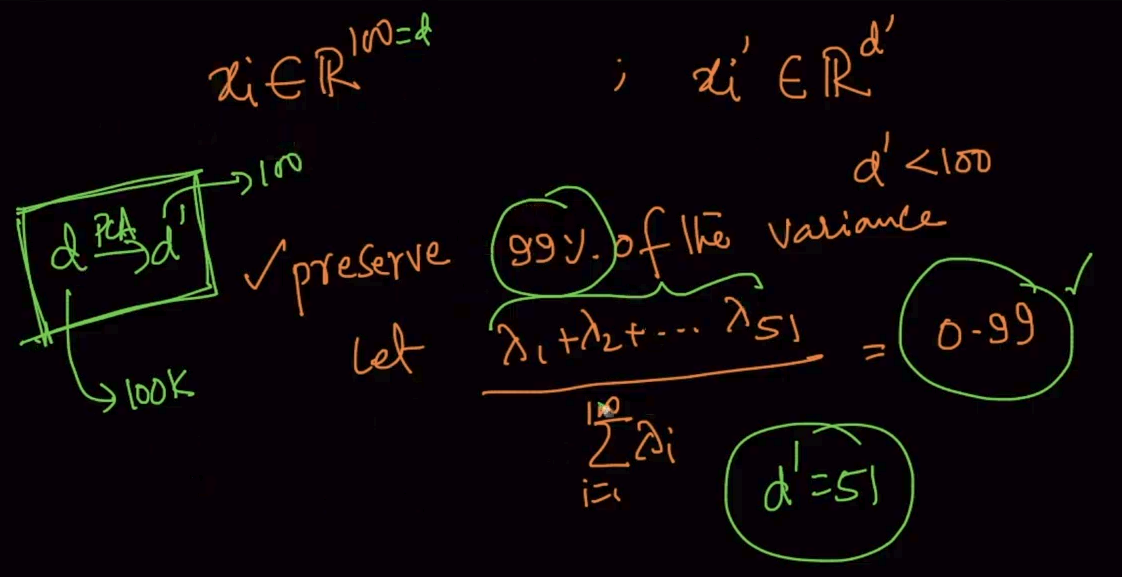 xi ∈ ℝ^100 = d ; xi' ∈ ℝ^d'
d' < 100
→ 100
d PCA→ d'
✓ preserve 99% of the variance
Let (λ1 + λ2 + ... λ51) / = 0.99 ✓
100
Σ λi
i=1
→ 100K
d' = 51